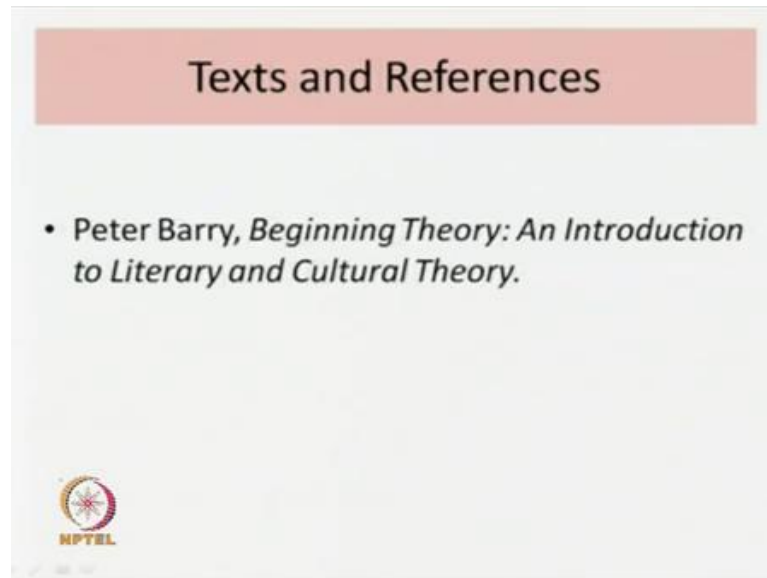 Texts and References
• Peter Barry, Beginning Theory: An Introduction
to Literary and Cultural Theory.
NPTEL